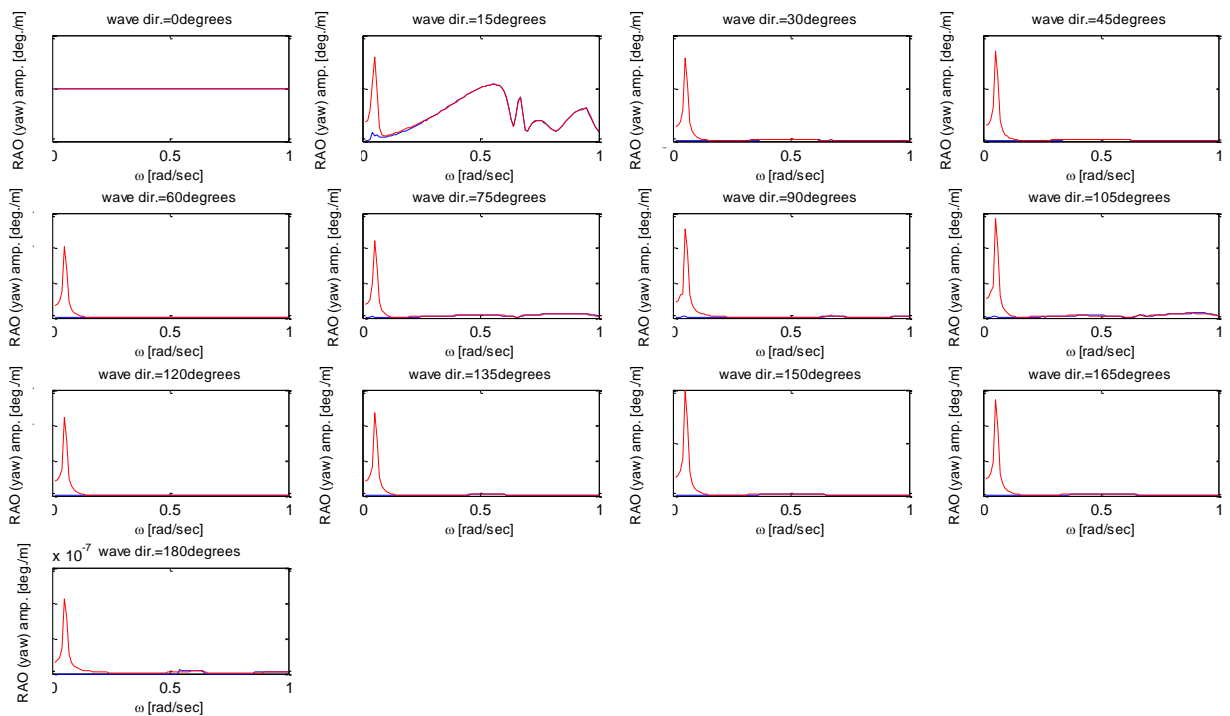 wave dir.=0degrees
RAO (yaw) amp. [deg./m]
0 0.5 1
ω [rad/sec]
wave dir.=15degrees
RAO (yaw) amp. [deg./m]
0 0.5 1
ω [rad/sec]
wave dir.=30degrees
RAO (yaw) amp. [deg./m]
0 0.5 1
ω [rad/sec]
wave dir.=45degrees
RAO (yaw) amp. [deg./m]
0 0.5 1
ω [rad/sec]
wave dir.=60degrees
RAO (yaw) amp. [deg./m]
0 0.5 1
ω [rad/sec]
wave dir.=75degrees
RAO (yaw) amp. [deg./m]
0 0.5 1
ω [rad/sec]
wave dir.=90degrees
RAO (yaw) amp. [deg./m]
0 0.5 1
ω [rad/sec]
wave dir.=105degrees
RAO (yaw) amp. [deg./m]
0 0.5 1
ω [rad/sec]
wave dir.=120degrees
RAO (yaw) amp. [deg./m]
0 0.5 1
ω [rad/sec]
wave dir.=135degrees
RAO (yaw) amp. [deg./m]
0 0.5 1
ω [rad/sec]
wave dir.=150degrees
RAO (yaw) amp. [deg./m]
0 0.5 1
ω [rad/sec]
wave dir.=165degrees
RAO (yaw) amp. [deg./m]
0 0.5 1
ω [rad/sec]
x 10^-7 wave dir.=180degrees
RAO (yaw) amp. [deg./m]
0 0.5 1
ω [rad/sec]